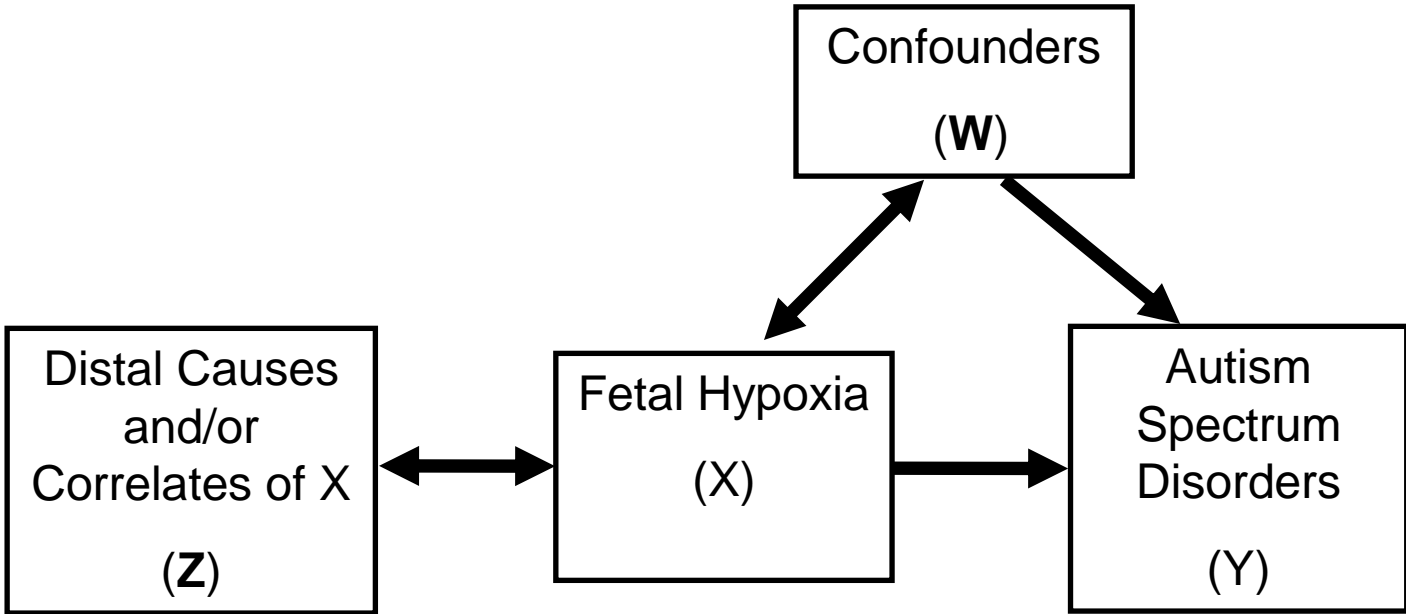 Confounders
(W)
Distal Causes
and/or
Correlates of X
(Z)
Fetal Hypoxia
(X)
Autism
Spectrum
Disorders
(Y)